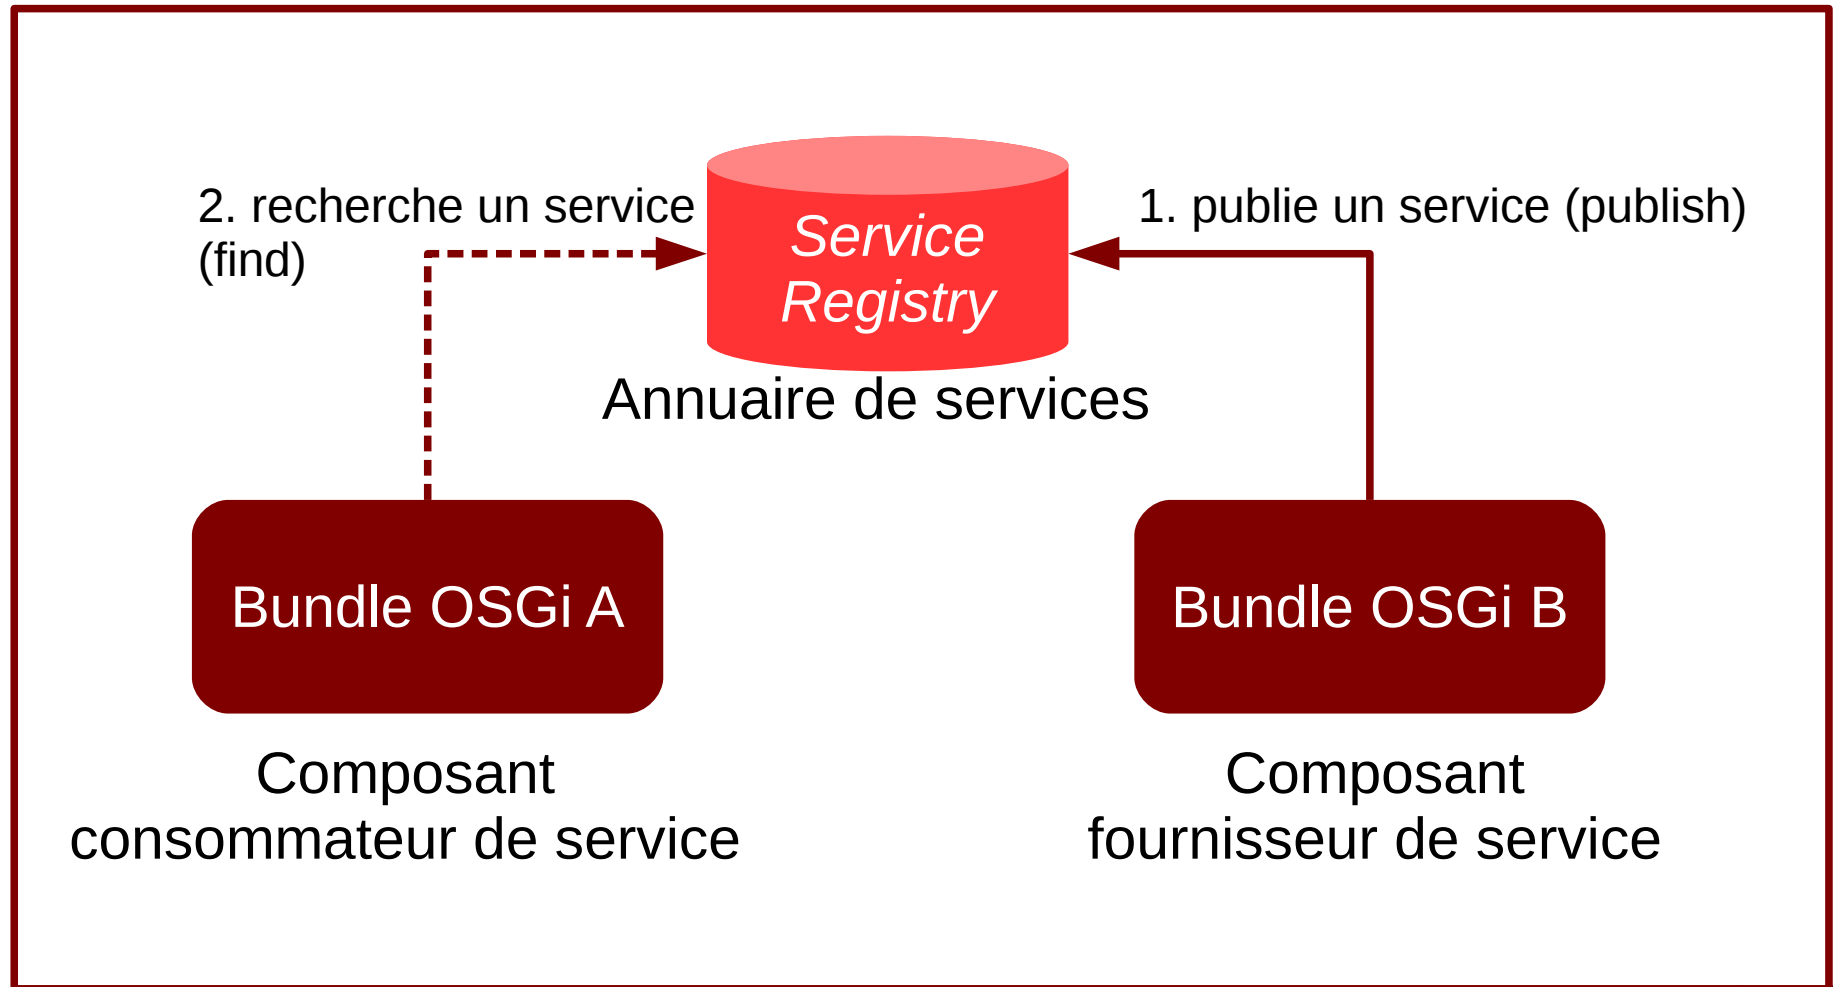 2. recherche un service
(find)
Service
Registry
1. publie un service (publish)
Annuaire de services
Bundle OSGi A
Bundle OSGi B
Composant
consommateur de service
Composant
fournisseur de service